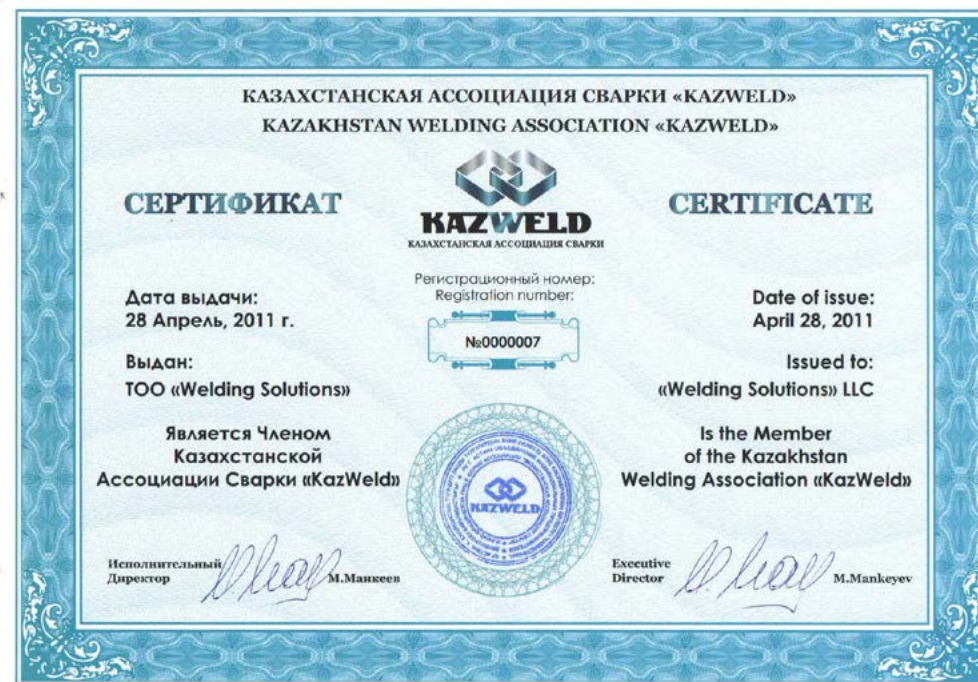 КАЗАХСТАНСКАЯ АССОЦИАЦИЯ СВАРКИ «KAZWELD»
KAZAKHSTAN WELDING ASSOCIATION «KAZWELD»
СЕРТИФИКАТ
KAZWELD
КАЗАХСТАНСКАЯ АССОЦИАЦИЯ СВАРКИ
CERTIFICATE
Регистрационный номер:
Registration number:
№0000007
Дата выдачи:
28 Апрель, 2011 г.
Выдан:
ТОО «Welding Solutions»
Является Членом
Казахстанской
Ассоциации Сварки «KazWeld»
Date of issue:
April 28, 2011
Issued to:
«Welding Solutions» LLC
Is the Member
of the Kazakhstan
Welding Association «KazWeld»
KAZWELD
Исполнительный
Директор
М.Манкеев
Executive
Director
M.Mankeyev